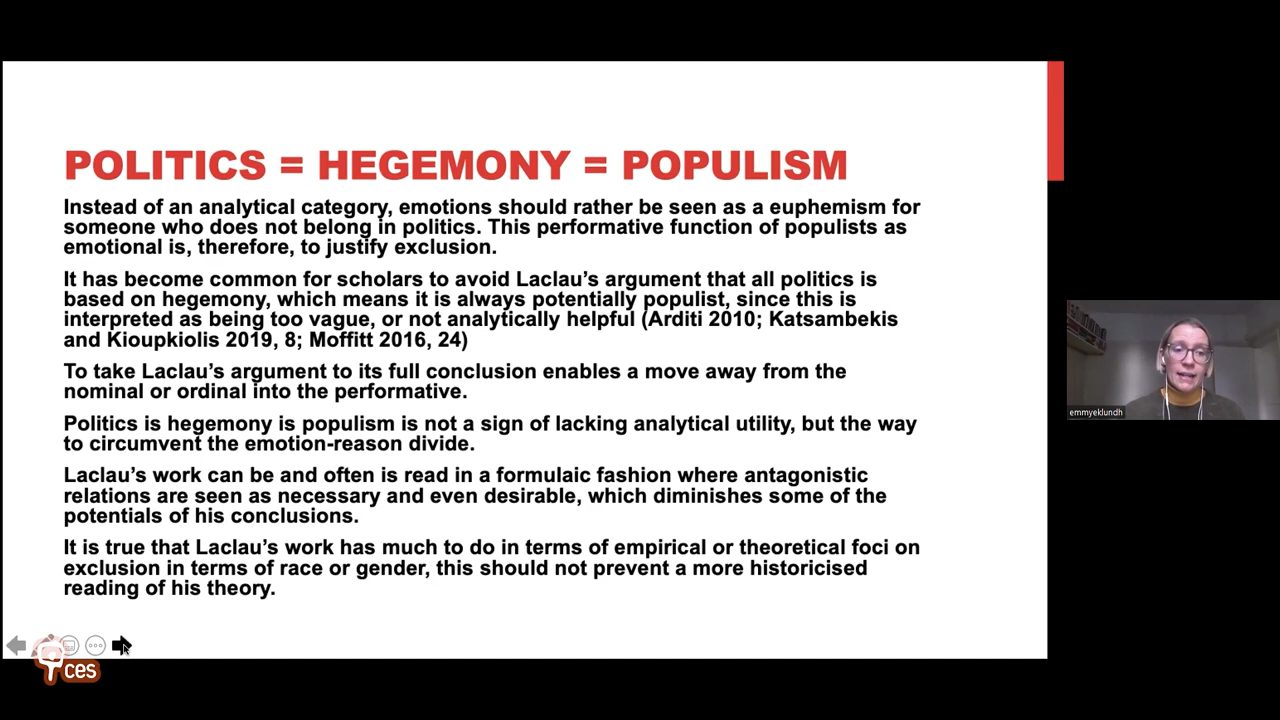 POLITICS = HEGEMONY = POPULISM
Instead of an analytical category, emotions should rather be seen as a euphemism for
someone who does not belong in politics. This performative function of populists as
emotional is, therefore, to justify exclusion.
It has become common for scholars to avoid Laclau's argument that all politics is
based on hegemony, which means it is always potentially populist, since this is
interpreted as being too vague, or not analytically helpful (Arditi 2010; Katsambekis
and Kioupkiolis 2019, 8; Moffitt 2016, 24)
To take Laclau's argument to its full conclusion enables a move away from the
nominal or ordinal into the performative.
Politics is hegemony is populism is not a sign of lacking analytical utility, but the way
to circumvent the emotion-reason divide.
Laclau's work can be and often is read in a formulaic fashion where antagonistic
relations are seen as necessary and even desirable, which diminishes some of the
potentials of his conclusions.
It is true that Laclau's work has much to do in terms of empirical or theoretical foci on
exclusion in terms of race or gender, this should not prevent a more historicised
reading of his theory.
emmyeklundh
ces